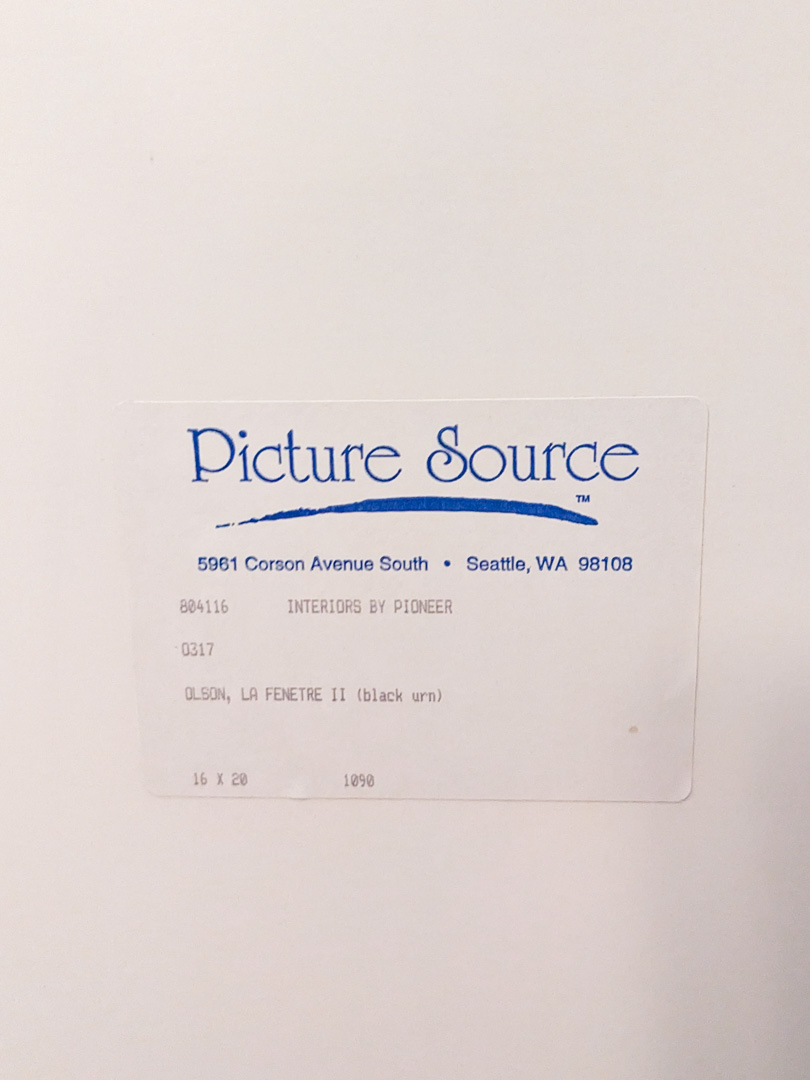 Picture Source
™
5961 Corson Avenue South • Seattle, WA 98108
804116 INTERIORS BY PIONEER
0317
OLSON, LA FENETRE II (black urn)
16 X 20 1090